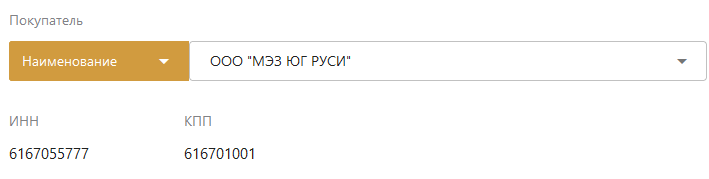 Покупатель
Наименование ООО "МЭЗ ЮГ РУСИ"
ИНН КПП
6167055777 616701001